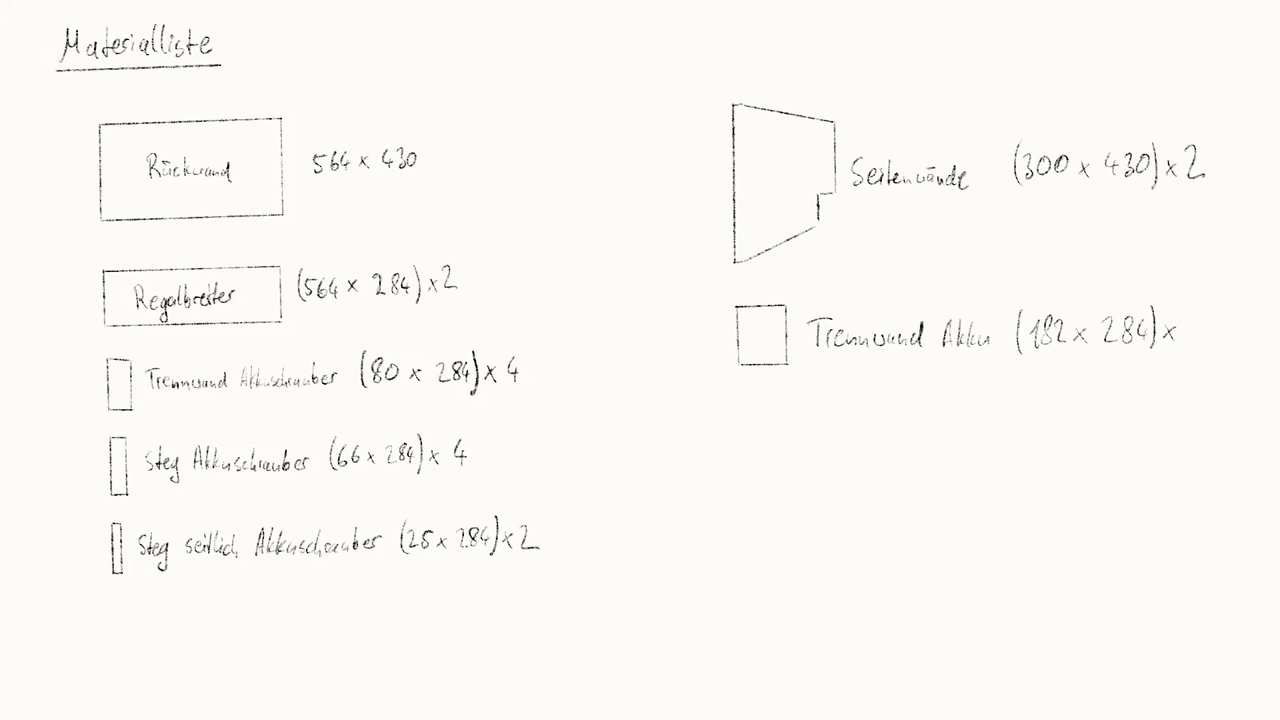 Materialliste
Rückwand 564 x 430
Regalbretter (564 x 284) x 2
Trennwand Akkuschrauber (80 x 284) x 4
Steg Akkuschrauber (66 x 284) x 4
Steg seitlich Akkuschrauber (25 x 284) x 2
Seitenwände (300 x 430) x 2
Trennwand Akku (182 x 284) x